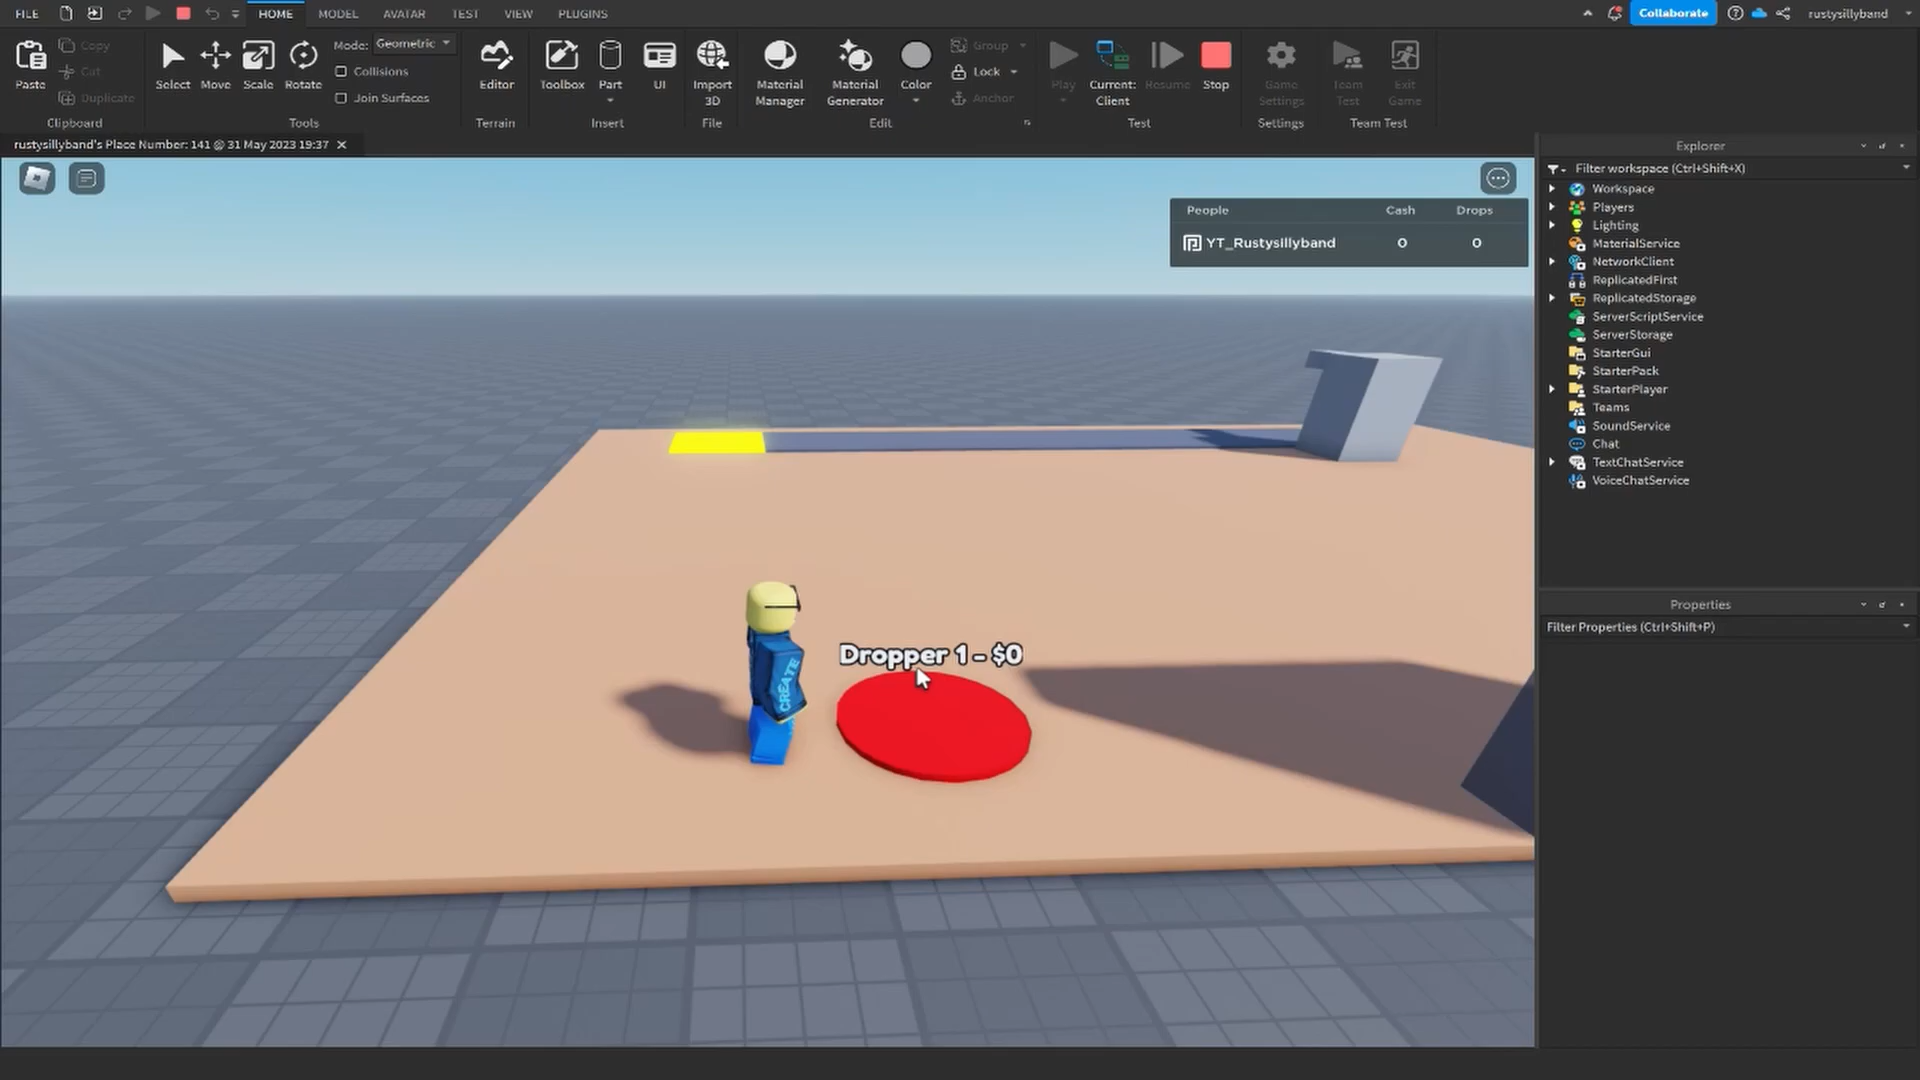 FILE HOME MODEL AVATAR TEST VIEW PLUGINS Collaborate rustysillyband
Paste Copy Cut Duplicate
Clipboard
Select Move Scale Rotate
Mode: Geometric
Collisions
Join Surfaces
Tools
Editor
Terrain
Toolbox Part UI
Insert
Import 3D
File
Material Manager Material Generator Color
Group
Lock
Anchor
Edit
Play Current: Client Resume Stop
Test
Game Settings
Settings
Team Test Exit Game
Team Test
rustysillyband's Place Number: 141 @ 31 May 2023 19:37
People Cash Drops
YT_Rustysillyband 0 0
Dropper 1 - $0
CREATE
Explorer
Filter workspace (Ctrl+Shift+X)
Workspace
Players
Lighting
MaterialService
NetworkClient
ReplicatedFirst
ReplicatedStorage
ServerScriptService
ServerStorage
StarterGui
StarterPack
StarterPlayer
Teams
SoundService
Chat
TextChatService
VoiceChatService
Properties
Filter Properties (Ctrl+Shift+P)